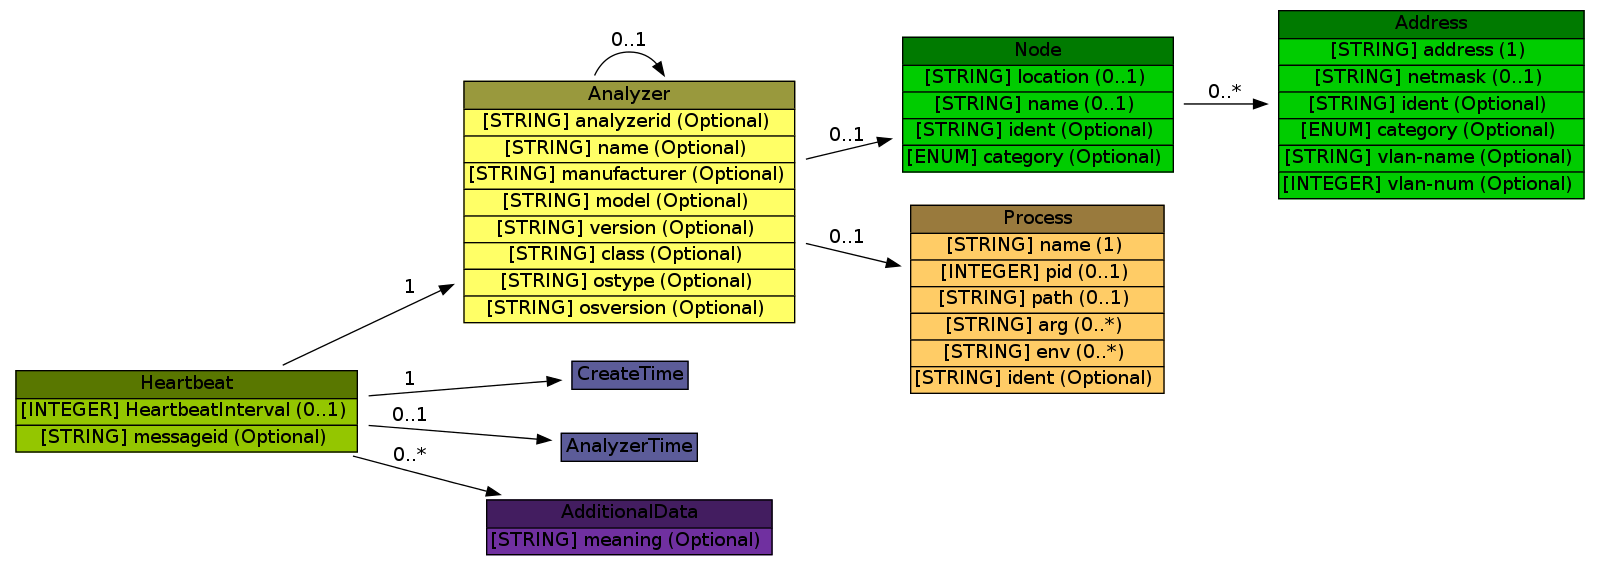 0..1
Analyzer
[STRING] analyzerid (Optional)
[STRING] name (Optional)
[STRING] manufacturer (Optional)
[STRING] model (Optional)
[STRING] version (Optional)
[STRING] class (Optional)
[STRING] ostype (Optional)
[STRING] osversion (Optional)
0..1
Node
[STRING] location (0..1)
[STRING] name (0..1)
[STRING] ident (Optional)
[ENUM] category (Optional)
0..*
Address
[STRING] address (1)
[STRING] netmask (0..1)
[STRING] ident (Optional)
[ENUM] category (Optional)
[STRING] vlan-name (Optional)
[INTEGER] vlan-num (Optional)
0..1
Process
[STRING] name (1)
[INTEGER] pid (0..1)
[STRING] path (0..1)
[STRING] arg (0..*)
[STRING] env (0..*)
[STRING] ident (Optional)
1
Heartbeat
[INTEGER] HeartbeatInterval (0..1)
[STRING] messageid (Optional)
1
CreateTime
0..1
AnalyzerTime
0..*
AdditionalData
[STRING] meaning (Optional)